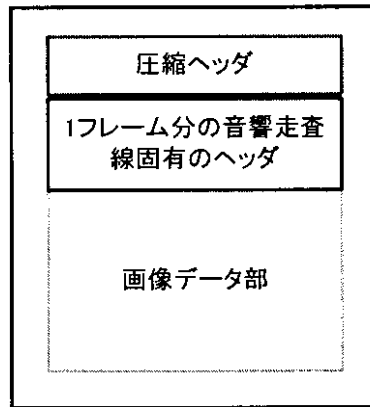 圧縮ヘッダ
1フレーム分の音響走査
線固有のヘッダ
画像データ部